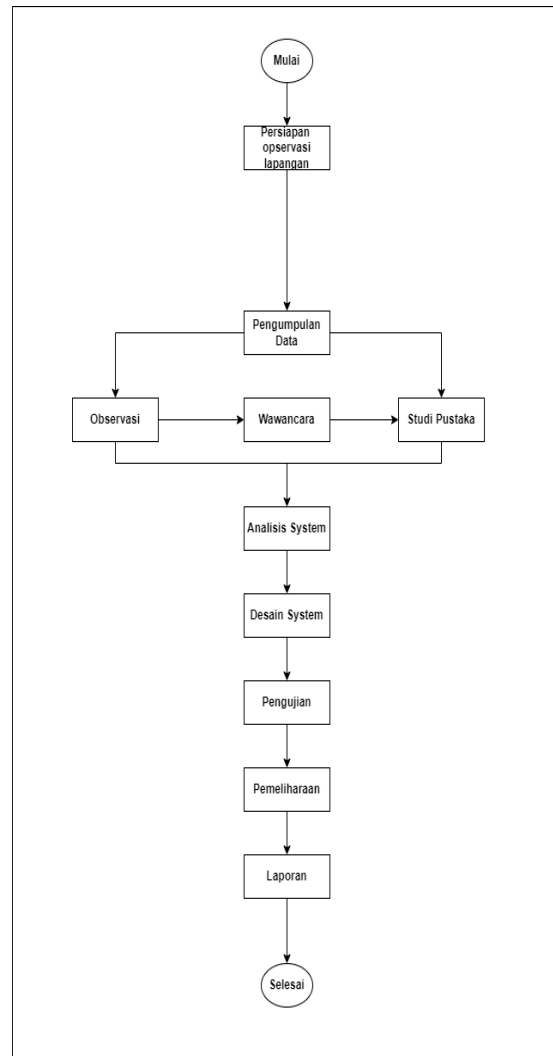 Mulai
Persiapan
opservasi
lapangan
Pengumpulan
Data
Observasi
Wawancara
Studi Pustaka
Analisis System
Desain System
Pengujian
Pemeliharaan
Laporan
Selesai